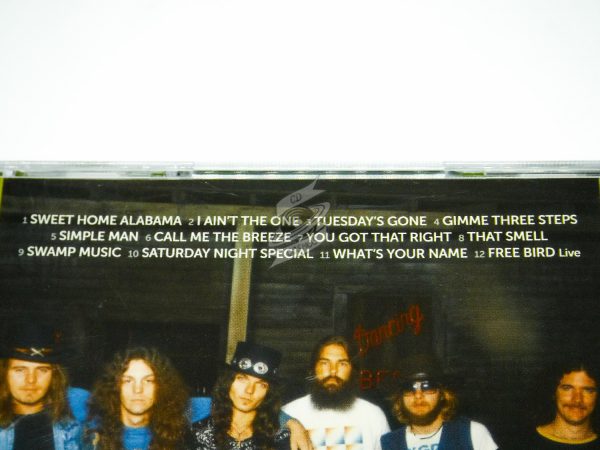 CD
1 SWEET HOME ALABAMA 2 I AIN'T THE ONE 3 TUESDAY'S GONE 4 GIMME THREE STEPS
5 SIMPLE MAN 6 CALL ME THE BREEZE 7 YOU GOT THAT RIGHT 8 THAT SMELL
9 SWAMP MUSIC 10 SATURDAY NIGHT SPECIAL 11 WHAT'S YOUR NAME 12 FREE BIRD Live
Dancing